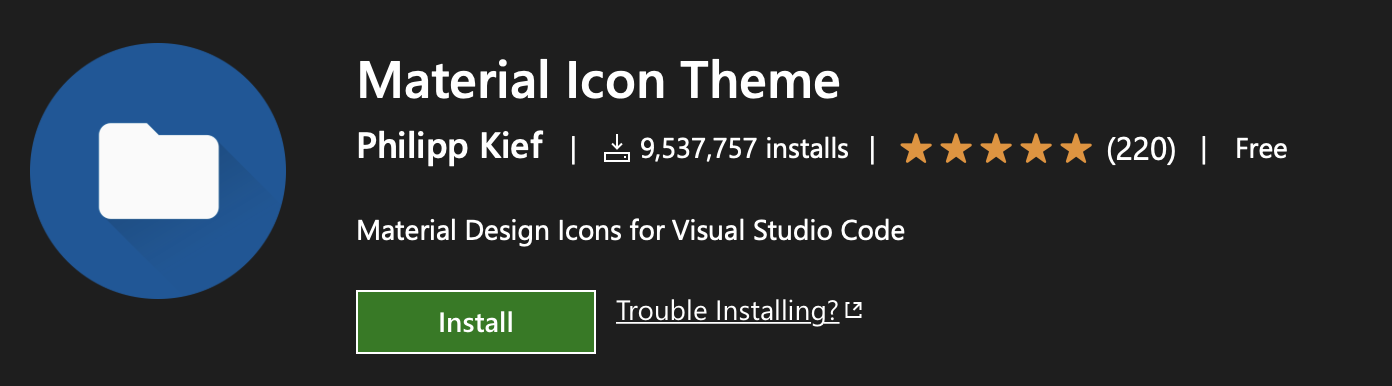 Material Icon Theme
Philipp Kief | 9,537,757 installs | (220) | Free
Material Design Icons for Visual Studio Code
Install Trouble Installing?